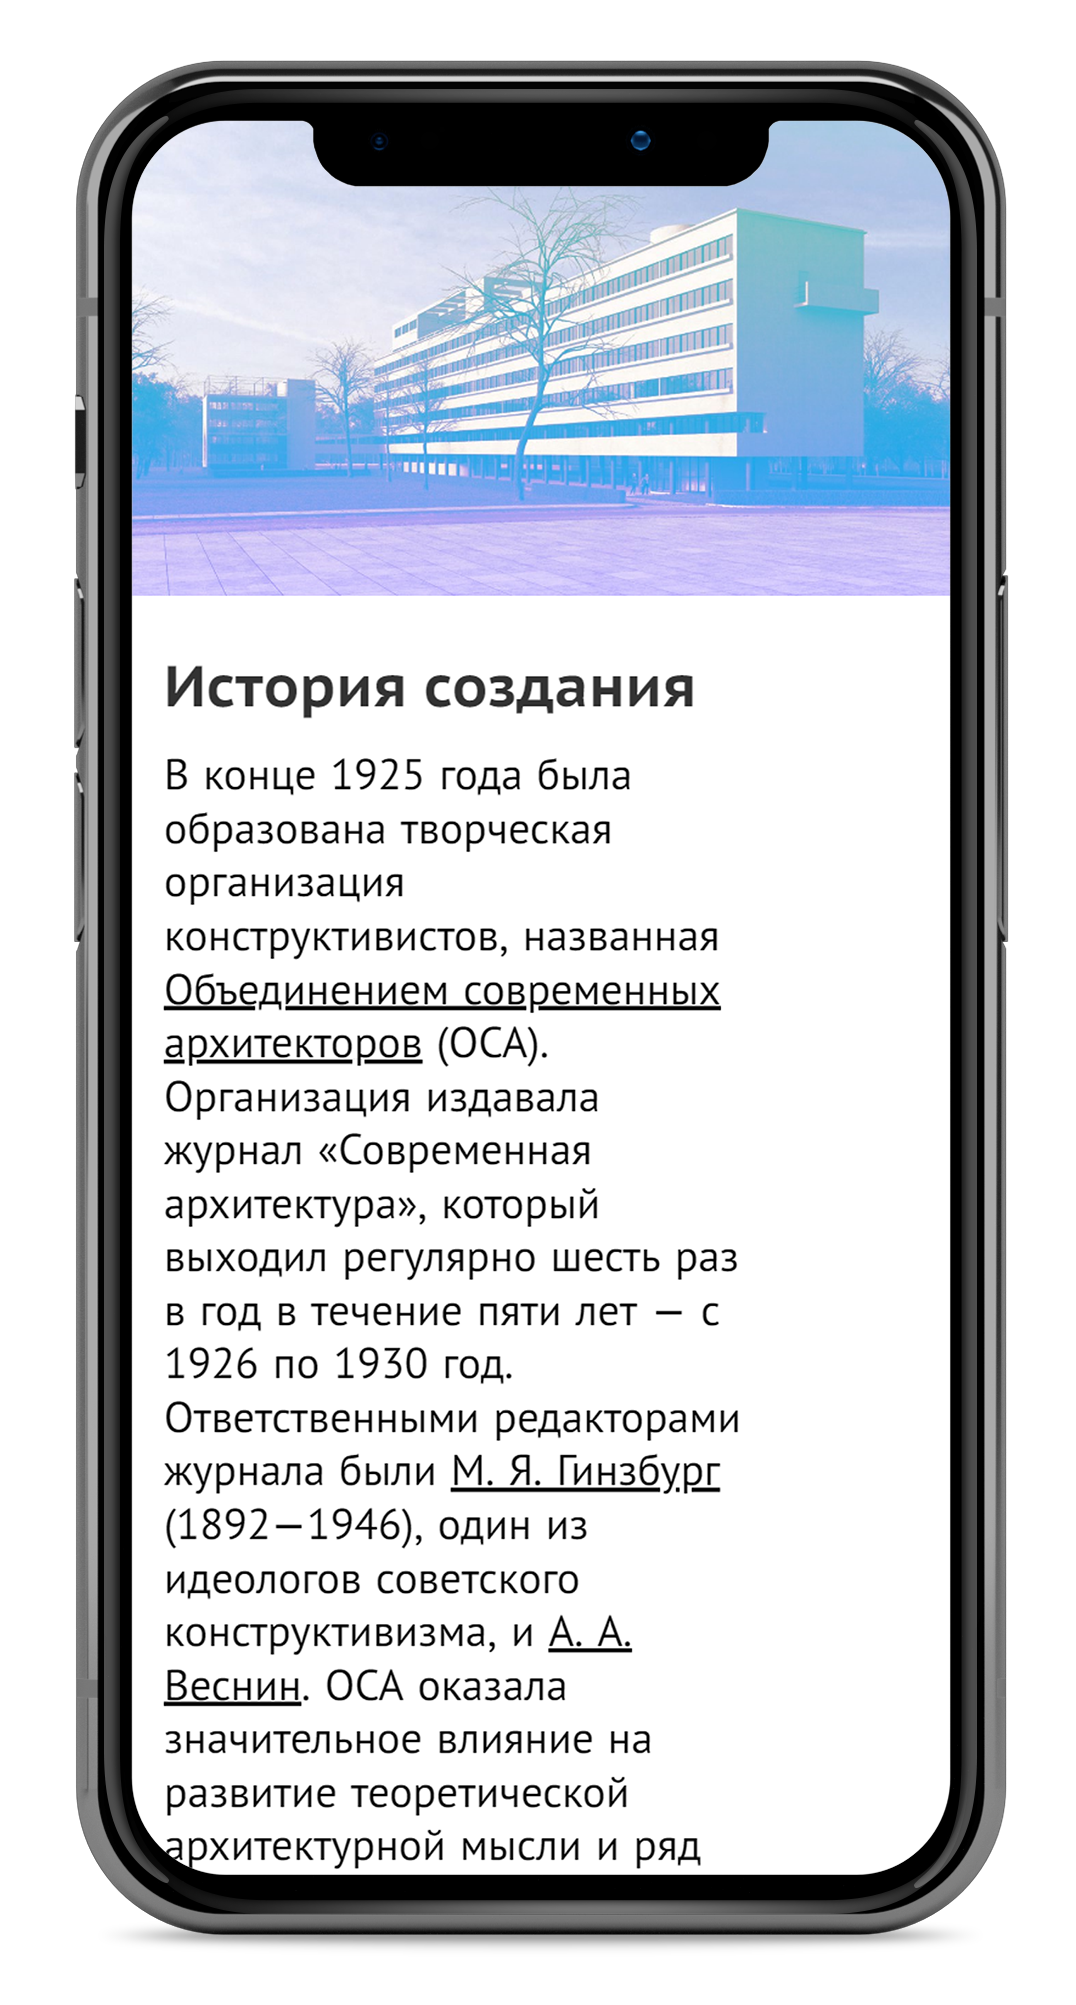 История создания
В конце 1925 года была
образована творческая
организация
конструктивистов, названная
Объединением современных
архитекторов (ОСА).
Организация издавала
журнал «Современная
архитектура», который
выходил регулярно шесть раз
в год в течение пяти лет — с
1926 по 1930 год.
Ответственными редакторами
журнала были М. Я. Гинзбург
(1892—1946), один из
идеологов советского
конструктивизма, и А. А.
Веснин. ОСА оказала
значительное влияние на
развитие теоретической
архитектурной мысли и ряд